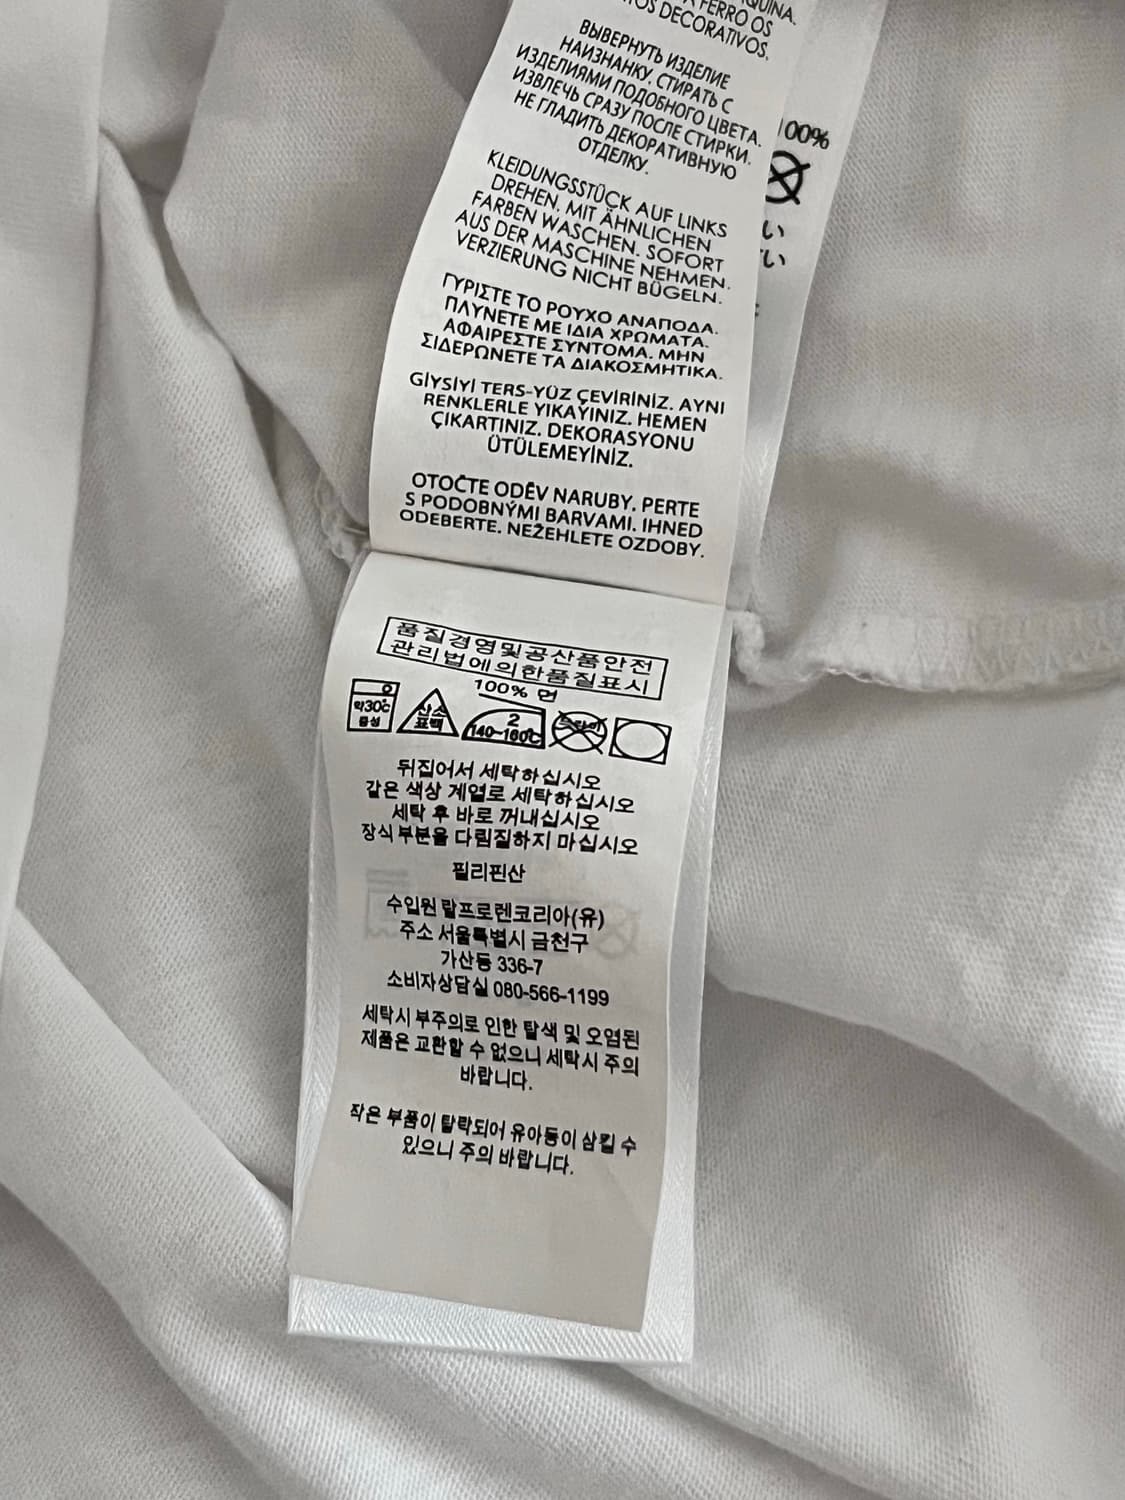 QUINA.
FERRO OS
OS DECORATIVOS.
ВЫВЕРНУТЬ ИЗДЕЛИЕ
НАИЗНАНКУ. СТИРАТЬ С
ИЗДЕЛИЯМИ ПОДОБНОГО ЦВЕТА.
ИЗВЛЕЧЬ СРАЗУ ПОСЛЕ СТИРКИ.
НЕ ГЛАДИТЬ ДЕКОРАТИВНУЮ
ОТДЕЛКУ.
KLEIDUNGSSTÜCK AUF LINKS
DREHEN. MIT ÄHNLICHEN
FARBEN WASCHEN. SOFORT
AUS DER MASCHINE NEHMEN.
VERZIERUNG NICHT BÜGELN.
ΓΥΡΙΣΤΕ ΤΟ ΡΟΥΧΟ ΑΝΑΠΟΔΑ.
ΠΛΥΝΕΤΕ ΜΕ ΙΔΙΑ ΧΡΩΜΑΤΑ.
ΑΦΑΙΡΕΣΤΕ ΣΥΝΤΟΜΑ. ΜΗΝ
ΣΙΔΕΡΩΝΕΤΕ ΤΑ ΔΙΑΚΟΣΜΗΤΙΚΑ.
GİYSİYİ TERS-YÜZ ÇEVİRİNİZ. AYNI
RENKLERLE YIKAYINIZ. HEMEN
ÇIKARTINIZ. DEKORASYONU
ÜTÜLEMEYİNİZ.
OTOČTE ODĚV NARUBY. PERTE
S PODOBNÝMI BARVAMI. IHNED
ODEBERTE. NEŽEHLETE OZDOBY.
100%
い
い
품질경영및공산품안전
관리법에의한품질표시
100% 면
약30℃
중성
산소
표백
2
140~160℃
드라이
뒤집어서 세탁하십시오
같은 색상 계열로 세탁하십시오
세탁 후 바로 꺼내십시오
장식 부분을 다림질하지 마십시오
필리핀산
수입원 랄프로렌코리아(유)
주소 서울특별시 금천구
가산동 336-7
소비자상담실 080-566-1199
세탁시 부주의로 인한 탈색 및 오염된
제품은 교환할 수 없으니 세탁시 주의
바랍니다.
작은 부품이 탈락되어 유아동이 삼킬 수
있으니 주의 바랍니다.